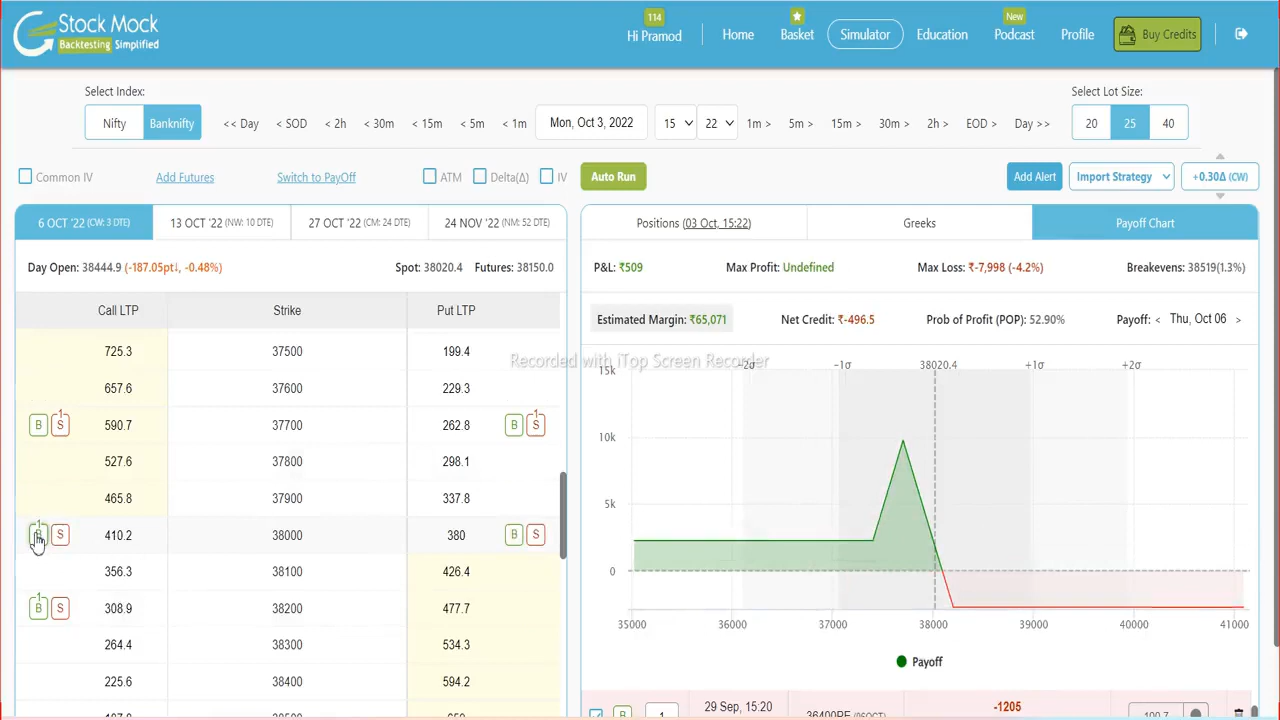 Stock Mock
Backtesting Simplified
114
Hi Pramod
Home
Basket
Simulator
Education
New
Podcast
Profile
Buy Credits
Select Index:
Nifty
Banknifty
<< Day
< SOD
< 2h
< 30m
< 15m
< 5m
< 1m
Mon, Oct 3, 2022
15
22
1m >
5m >
15m >
30m >
2h >
EOD >
Day >>
Select Lot Size:
20
25
40
Common IV
Add Futures
Switch to PayOff
ATM
Delta(Δ)
IV
Auto Run
Add Alert
Import Strategy
+0.30Δ (CW)
6 OCT '22 (CW: 3 DTE)
13 OCT '22 (NW: 10 DTE)
27 OCT '22 (CM: 24 DTE)
24 NOV '22 (NM: 52 DTE)
Positions (03 Oct, 15:22)
Greeks
Payoff Chart
Day Open: 38444.9 (-187.05pt↓, -0.48%)
Spot: 38020.4
Futures: 38150.0
P&L: ₹509
Max Profit: Undefined
Max Loss: ₹-7,998 (-4.2%)
Breakevens: 38519(1.3%)
Call LTP
Strike
Put LTP
Estimated Margin: ₹65,071
Net Credit: ₹-496.5
Prob of Profit (POP): 52.90%
Payoff: < Thu, Oct 06 >
725.3 37500 199.4
657.6 37600 229.3
B S 1 590.7 37700 262.8 B S 1
527.6 37800 298.1
465.8 37900 337.8
B 1 S 410.2 38000 380 B S
356.3 38100 426.4
B 1 S 308.9 38200 477.7
264.4 38300 534.3
225.6 38400 594.2
Recorded with iTop Screen Recorder
-2σ
-1σ
38020.4
+1σ
+2σ
15k
10k
5k
0
35000
36000
37000
38000
39000
40000
41000
Payoff
B
1
29 Sep, 15:20
36400PE (06OCT)
-1205
100.7